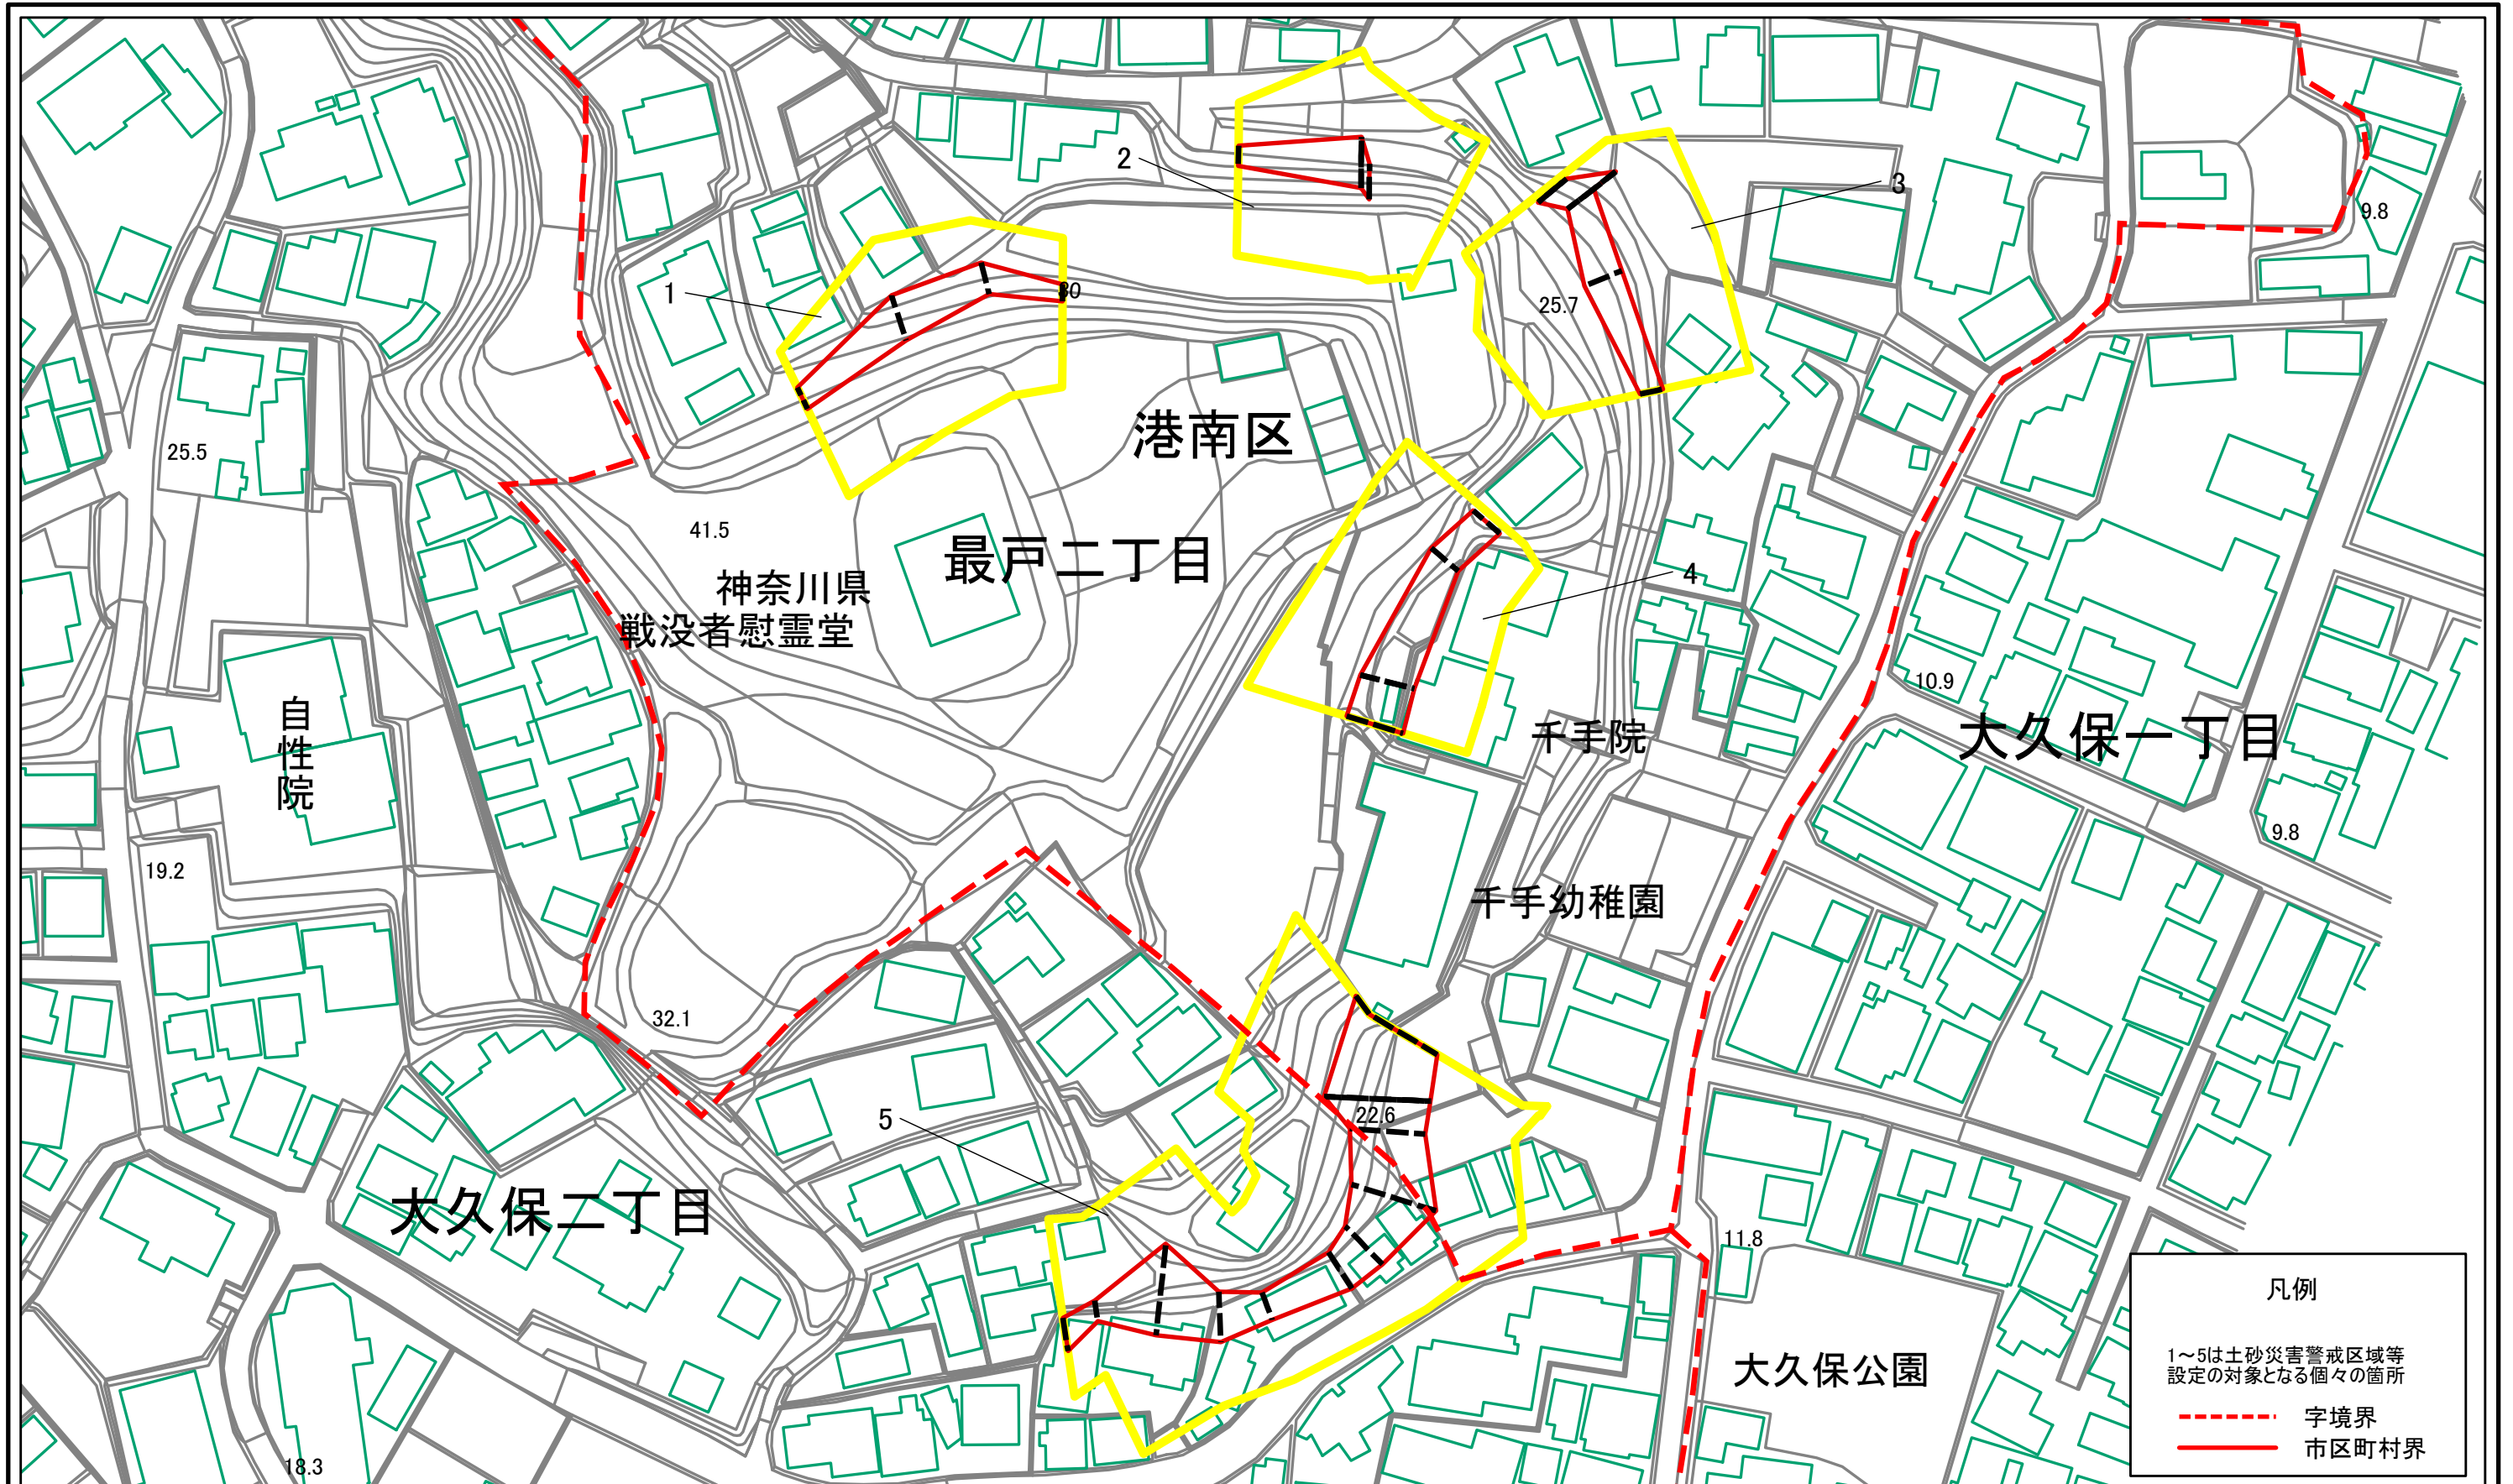 2
3
9.8
1
80
25.7
港南区
25.5
41.5
最戸二丁目
4
神奈川県
戦没者慰霊堂
10.9
自性院
千手院
大久保一丁目
9.8
19.2
千手幼稚園
32.1
22.6
5
大久保二丁目
11.8
大久保公園
18.3
凡例
1～5は土砂災害警戒区域等
設定の対象となる個々の箇所
字境界
市区町村界